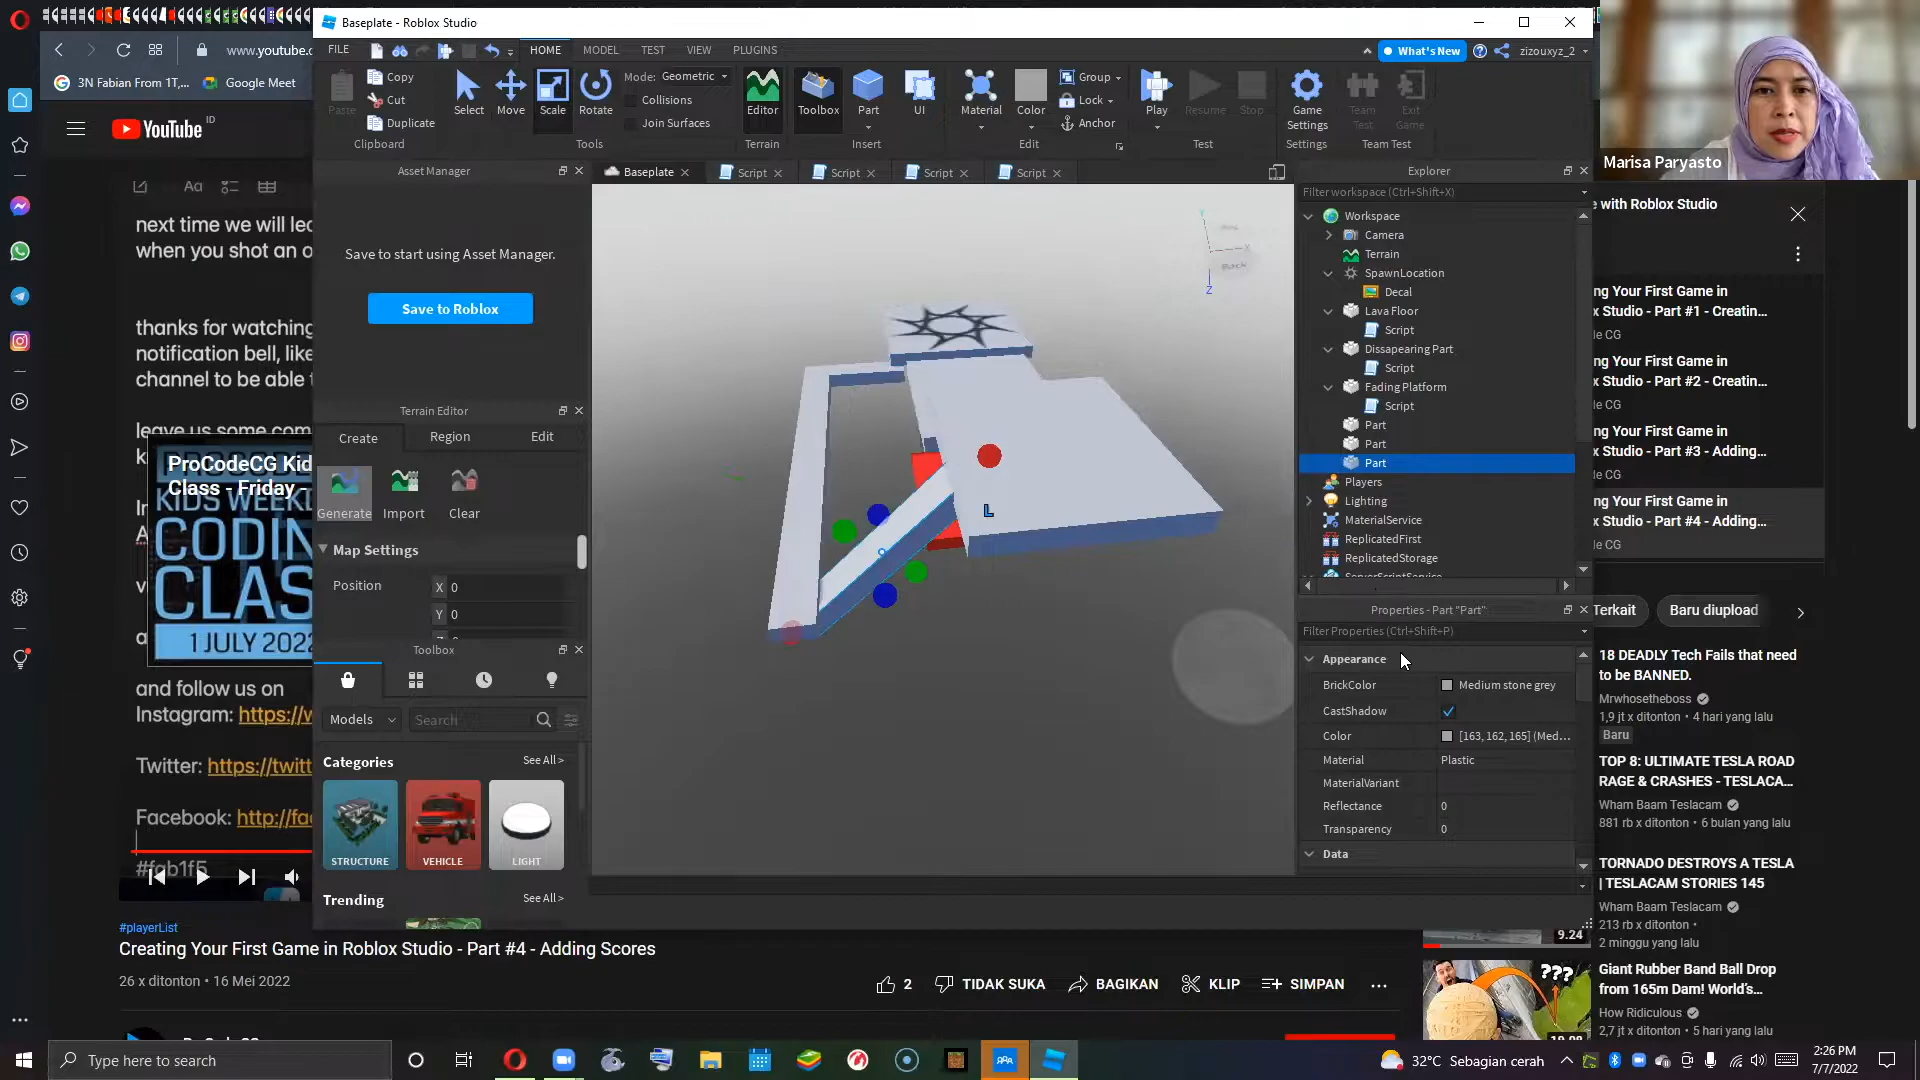 Baseplate - Roblox Studio
www.youtube.c
3N Fabian From 1T,...
Google Meet
FILE
HOME
MODEL
TEST
VIEW
PLUGINS
What's New
zizouxyz_2
Paste
Copy
Cut
Duplicate
Clipboard
Select
Move
Scale
Rotate
Mode: Geometric
Collisions
Join Surfaces
Tools
Editor
Terrain
Toolbox
Part
UI
Insert
Material
Color
Group
Lock
Anchor
Edit
Play
Resume
Stop
Test
Game Settings
Settings
Team Test
Exit Game
Team Test
Marisa Paryasto
YouTube ID
Asset Manager
Save to start using Asset Manager.
Save to Roblox
Baseplate
Script
Script
Script
Script
Terrain Editor
Create
Region
Edit
Generate
Import
Clear
Map Settings
Position
X 0
Y 0
Toolbox
Models
Search
Categories
See All >
STRUCTURE
VEHICLE
LIGHT
Trending
See All >
Explorer
Filter workspace (Ctrl+Shift+X)
Workspace
Camera
Terrain
SpawnLocation
Decal
Lava Floor
Script
Dissapearing Part
Script
Fading Platform
Script
Part
Part
Part
Players
Lighting
MaterialService
ReplicatedFirst
ReplicatedStorage
ServerScriptService
Properties - Part "Part"
Filter Properties (Ctrl+Shift+P)
Appearance
BrickColor
Medium stone grey
CastShadow
Color
[163, 162, 165] (Med...
Material
Plastic
MaterialVariant
Reflectance
0
Transparency
0
Data
next time we will lea
when you shot an o
thanks for watching
notification bell, like
channel to be able t
leave us some com
ProCodeCG Kid
Class - Friday -
KIDS WEEK
CODIN
CLAS
1 JULY 2022
and follow us on
Instagram: https://w
Twitter: https://twitt
Facebook: http://fac
#fab1f5
#playerList
Creating Your First Game in Roblox Studio - Part #4 - Adding Scores
26 x ditonton • 16 Mei 2022
2
TIDAK SUKA
BAGIKAN
KLIP
SIMPAN
e with Roblox Studio
ng Your First Game in
x Studio - Part #1 - Creatin...
le CG
ng Your First Game in
x Studio - Part #2 - Creatin...
le CG
ng Your First Game in
x Studio - Part #3 - Adding...
le CG
ng Your First Game in
x Studio - Part #4 - Adding...
le CG
Terkait
Baru diupload
18 DEADLY Tech Fails that need
to be BANNED.
Mrwhosetheboss
1,9 jt x ditonton • 4 hari yang lalu
Baru
TOP 8: ULTIMATE TESLA ROAD
RAGE & CRASHES - TESLACA...
Wham Baam Teslacam
881 rb x ditonton • 6 bulan yang lalu
TORNADO DESTROYS A TESLA
| TESLACAM STORIES 145
Wham Baam Teslacam
213 rb x ditonton •
2 minggu yang lalu
9.24
???
Giant Rubber Band Ball Drop
from 165m Dam! World's...
How Ridiculous
2,7 jt x ditonton • 5 hari yang lalu
Type here to search
32°C Sebagian cerah
2:26 PM
7/7/2022